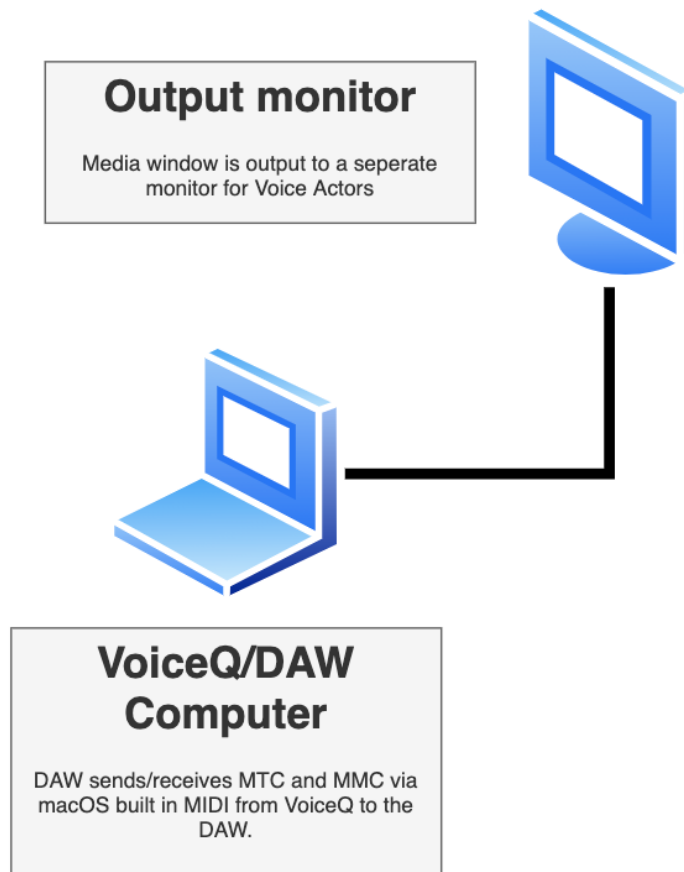 Output monitor
Media window is output to a seperate
monitor for Voice Actors
VoiceQ/DAW
Computer
DAW sends/receives MTC and MMC via
macOS built in MIDI from VoiceQ to the
DAW.